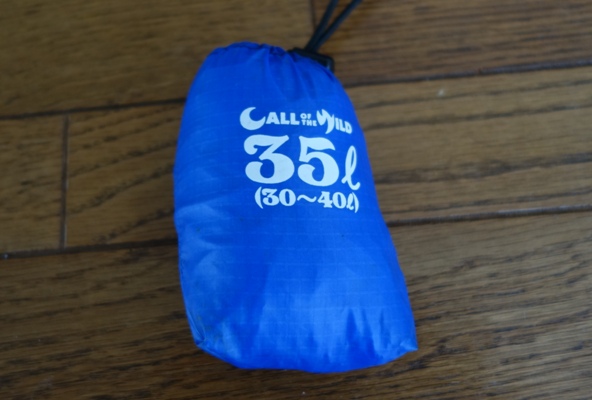 CALL OF THE WILD
35ℓ
(30〜40ℓ)